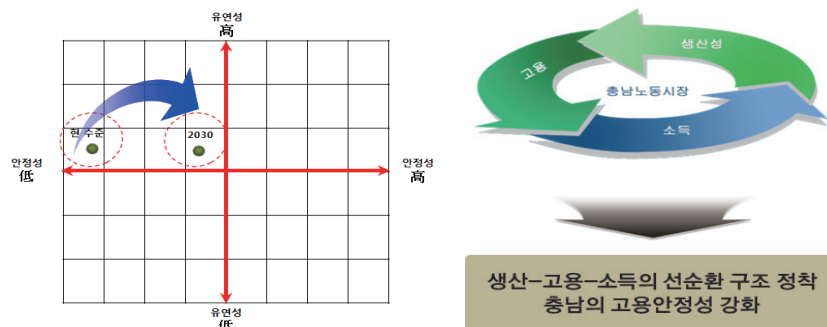 유연성
高
현 수준
2030
안정성
低
안정성
高
유연성
低
생산성
고용
충남노동시장
소득
생산-고용-소득의 선순환 구조 정착
충남의 고용안정성 강화